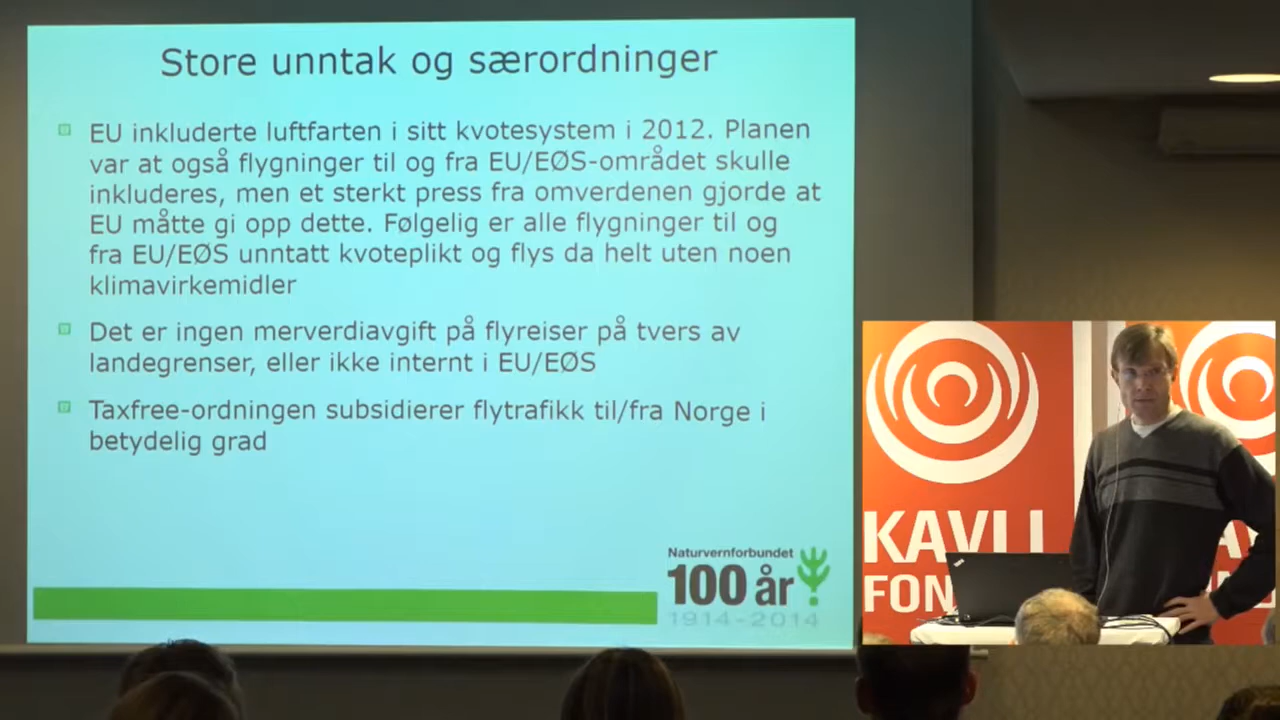 Store unntak og særordninger
EU inkluderte luftfarten i sitt kvotesystem i 2012. Planen
var at også flygninger til og fra EU/EØS-området skulle
inkluderes, men et sterkt press fra omverdenen gjorde at
EU måtte gi opp dette. Følgelig er alle flygninger til og
fra EU/EØS unntatt kvoteplikt og flys da helt uten noen
klimavirkemidler
Det er ingen merverdiavgift på flyreiser på tvers av
landegrenser, eller ikke internt i EU/EØS
Taxfree-ordningen subsidierer flytrafikk til/fra Norge i
betydelig grad
Naturvernforbundet
100 år
1914-2014
KAVLI
FON